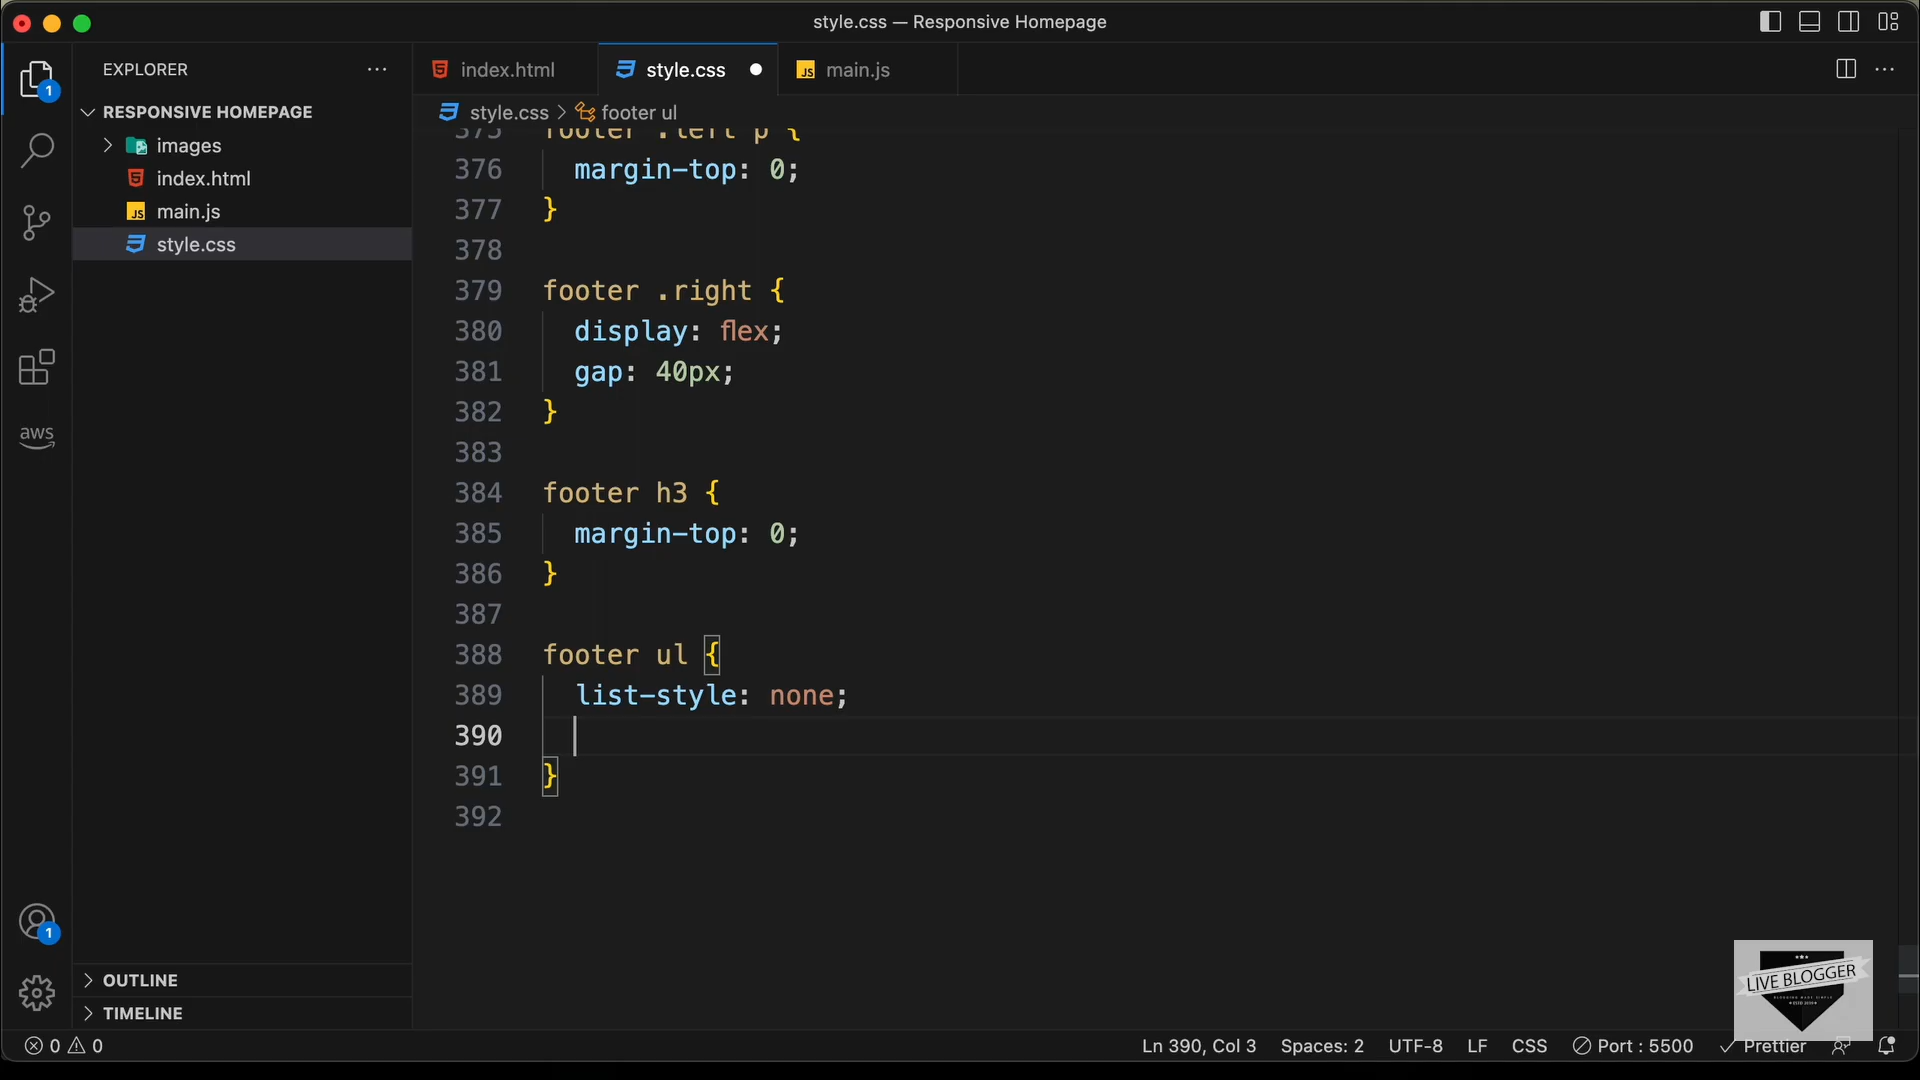 style.css — Responsive Homepage
EXPLORER
index.html
style.css
main.js
1
RESPONSIVE HOMEPAGE
style.css
footer ul
images
index.html
main.js
style.css
375 footer .left p {
376 margin-top: 0;
377 }
378
379 footer .right {
380 display: flex;
381 gap: 40px;
382 }
383
384 footer h3 {
385 margin-top: 0;
386 }
387
388 footer ul {
389 list-style: none;
390
391 }
392
aws
1
OUTLINE
TIMELINE
LIVE BLOGGER
0 0
Ln 390, Col 3
Spaces: 2
UTF-8
LF
CSS
Port : 5500
Prettier